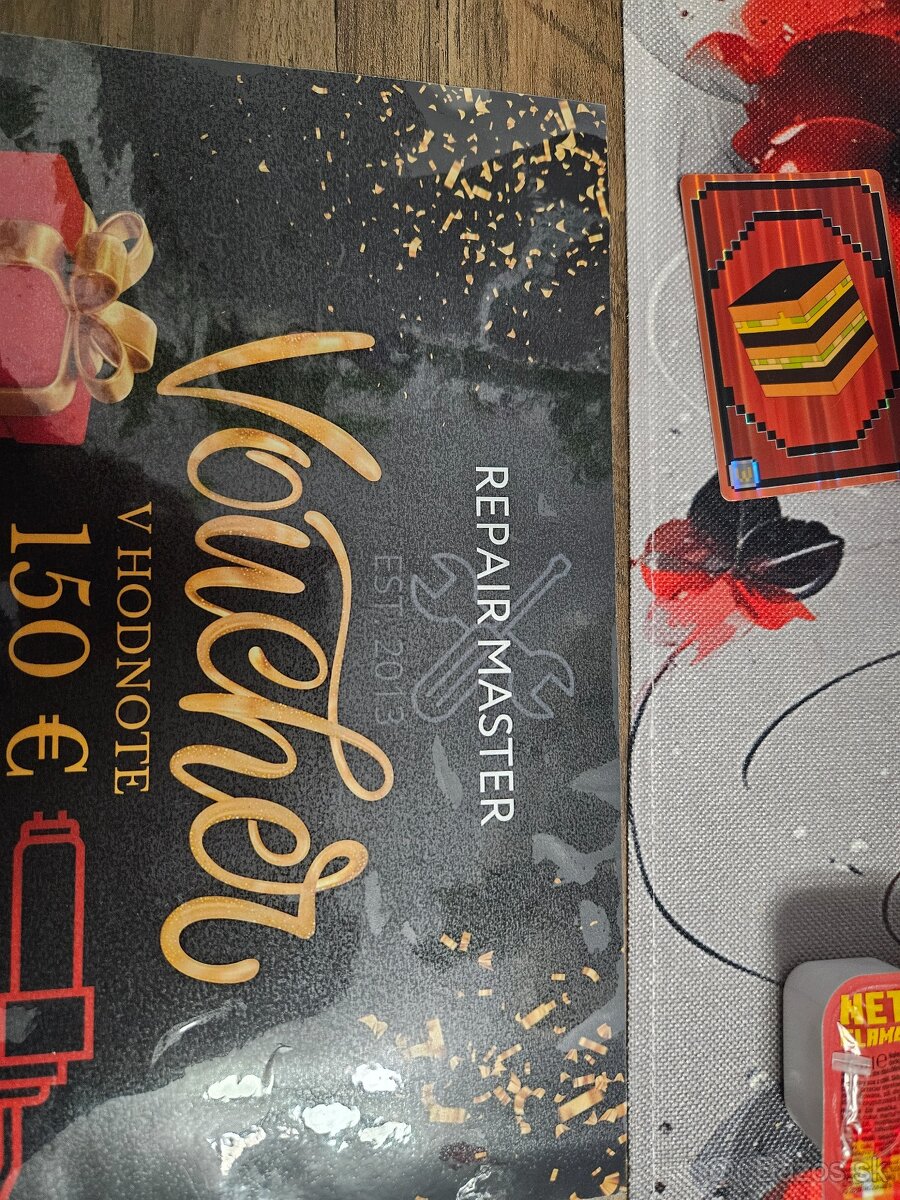 REPAIR MASTER
EST 2013
Voucher
V HODNOTE
150 €